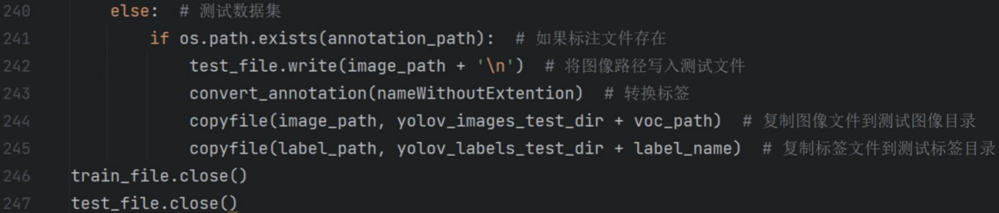 240 else: # 测试数据集
241 if os.path.exists(annotation_path): # 如果标注文件存在
242 test_file.write(image_path + '\n') # 将图像路径写入测试文件
243 convert_annotation(nameWithoutExtention) # 转换标签
244 copyfile(image_path, yolov_images_test_dir + voc_path) # 复制图像文件到测试图像目录
245 copyfile(label_path, yolov_labels_test_dir + label_name) # 复制标签文件到测试标签目录
246 train_file.close()
247 test_file.close()